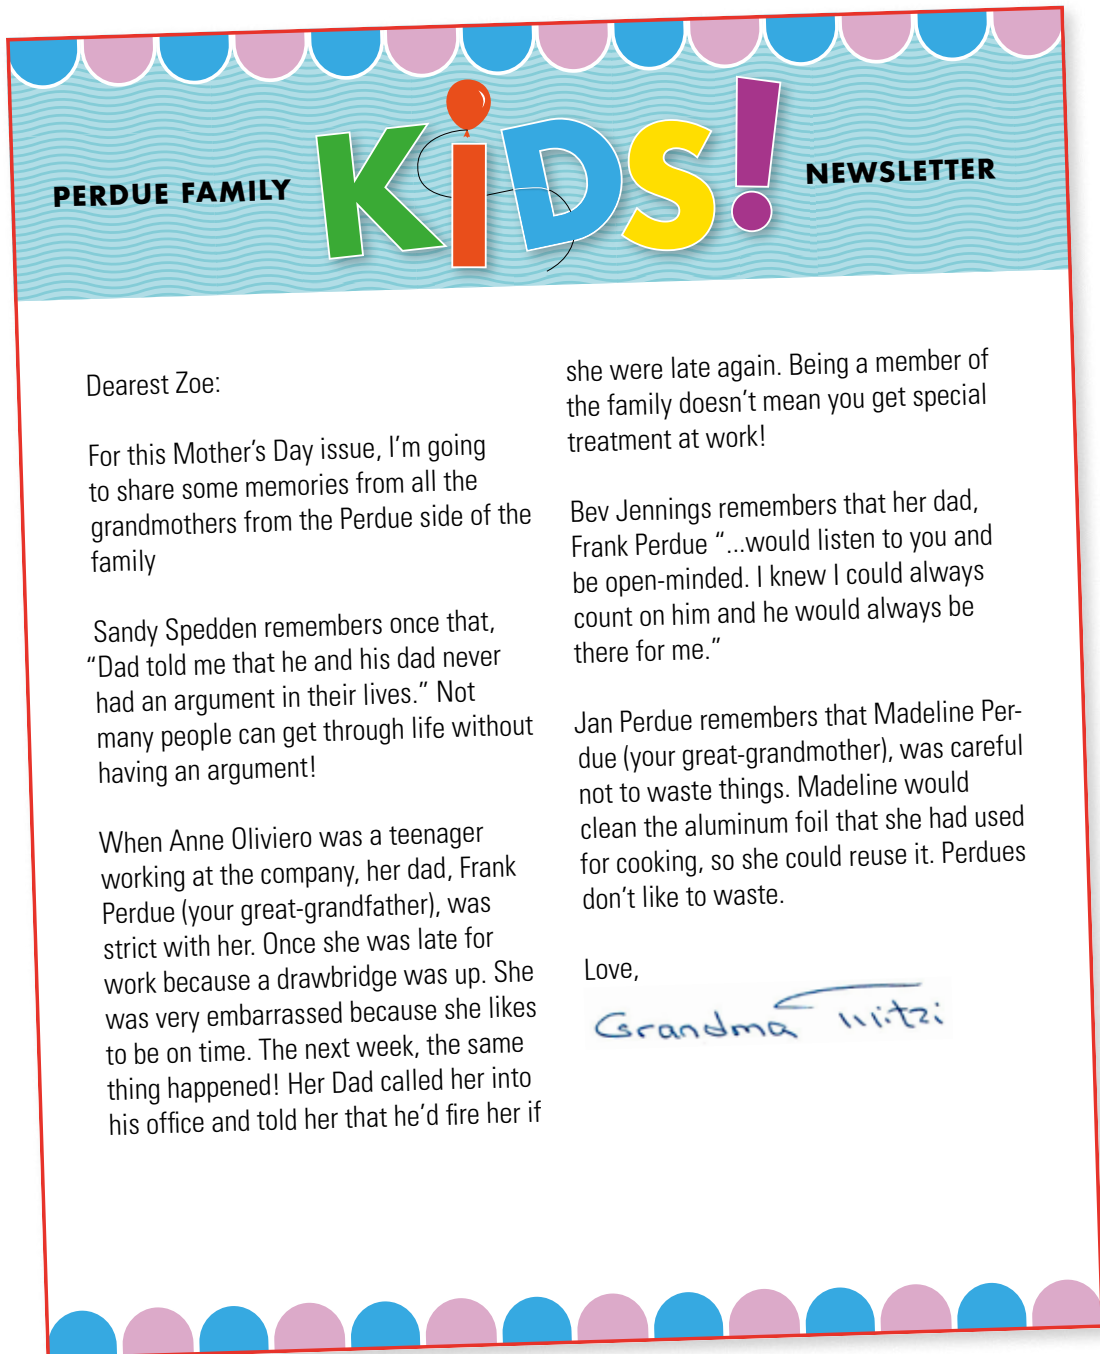 PERDUE FAMILY
KiDS!
NEWSLETTER
Dearest Zoe:
For this Mother's Day issue, I'm going
to share some memories from all the
grandmothers from the Perdue side of the
family
Sandy Spedden remembers once that,
"Dad told me that he and his dad never
had an argument in their lives." Not
many people can get through life without
having an argument!
When Anne Oliviero was a teenager
working at the company, her dad, Frank
Perdue (your great-grandfather), was
strict with her. Once she was late for
work because a drawbridge was up. She
was very embarrassed because she likes
to be on time. The next week, the same
thing happened! Her Dad called her into
his office and told her that he'd fire her if
she were late again. Being a member of
the family doesn't mean you get special
treatment at work!
Bev Jennings remembers that her dad,
Frank Perdue "...would listen to you and
be open-minded. I knew I could always
count on him and he would always be
there for me."
Jan Perdue remembers that Madeline Per-
due (your great-grandmother), was careful
not to waste things. Madeline would
clean the aluminum foil that she had used
for cooking, so she could reuse it. Perdues
don't like to waste.
Love,
Grandma Mitzi